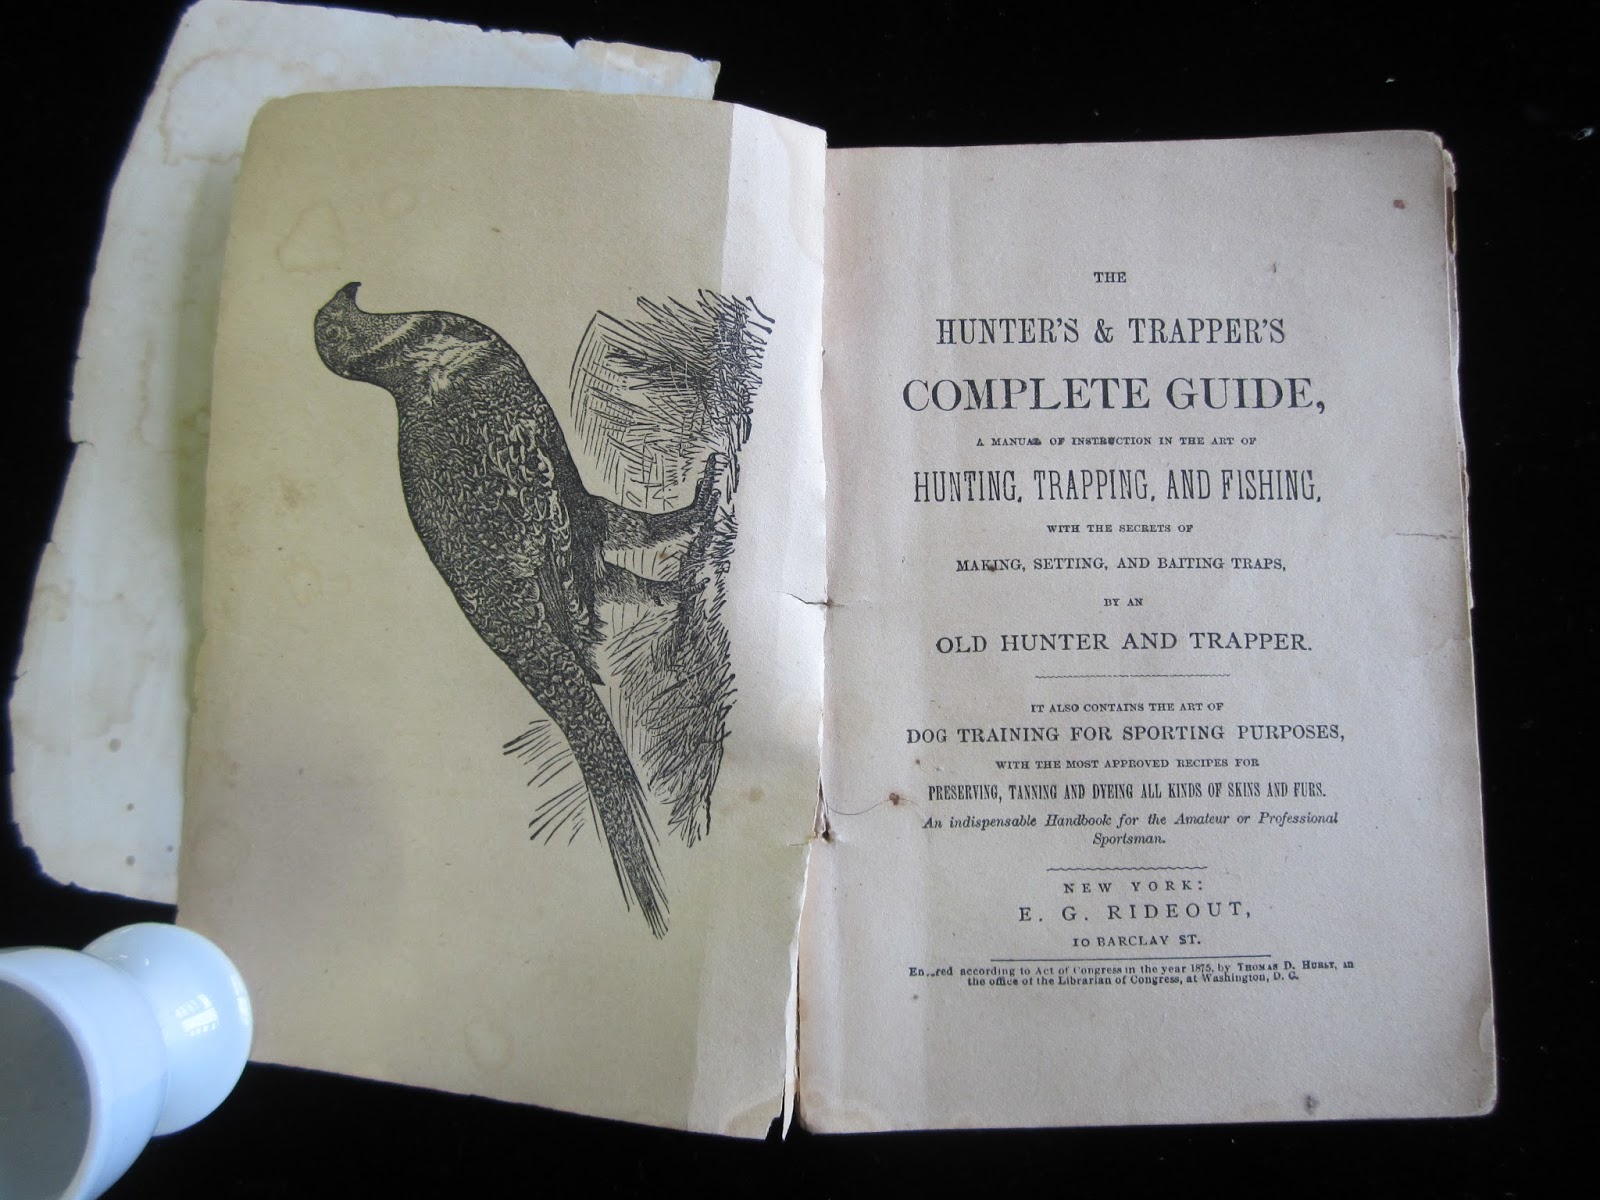 THE
HUNTER'S & TRAPPER'S
COMPLETE GUIDE,
A MANUAL OF INSTRUCTION IN THE ART OF
HUNTING, TRAPPING, AND FISHING,
WITH THE SECRETS OF
MAKING, SETTING, AND BAITING TRAPS,
BY AN
OLD HUNTER AND TRAPPER.
IT ALSO CONTAINS THE ART OF
DOG TRAINING FOR SPORTING PURPOSES,
WITH THE MOST APPROVED RECIPES FOR
PRESERVING, TANNING AND DYEING ALL KINDS OF SKINS AND FURS.
An indispensable Handbook for the Amateur or Professional
Sportsman.
NEW YORK:
E. G. RIDEOUT,
10 BARCLAY ST.
according to Act of Congress in the year 1875, by THOMAS D. HURST, in
the office of the Librarian of Congress, at Washington, D. C.